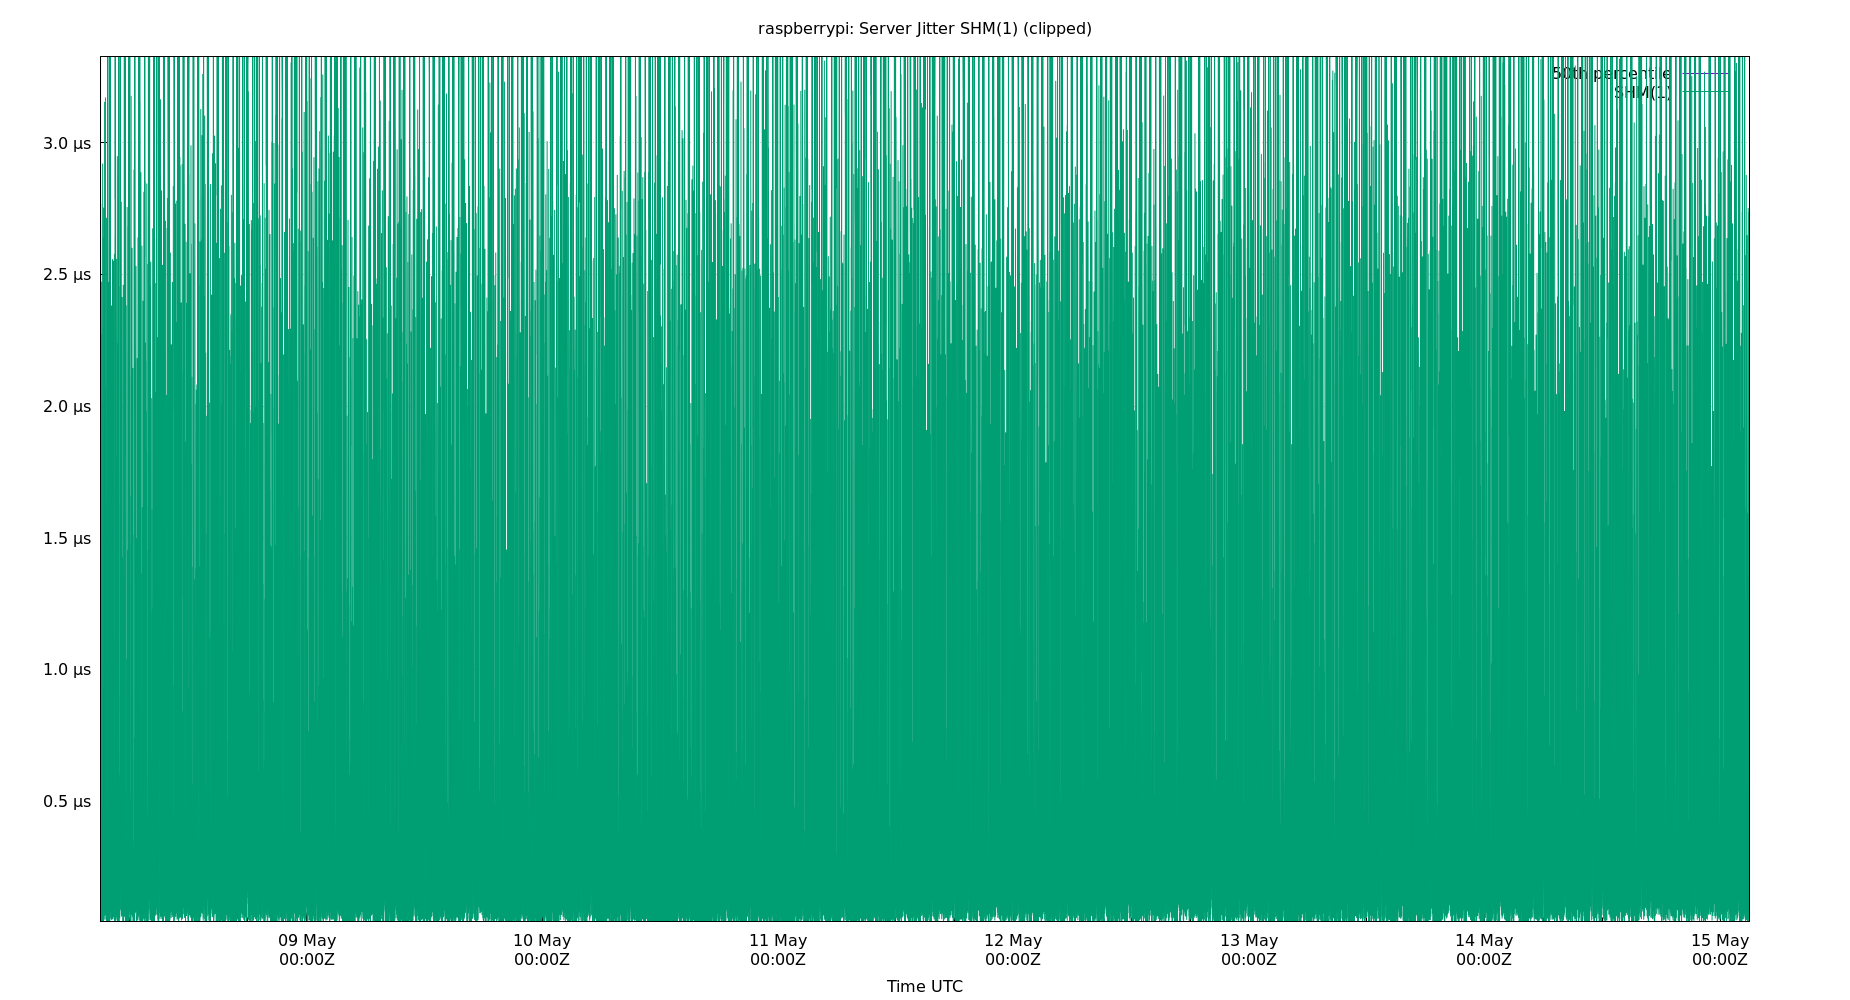 raspberrypi: Server Jitter SHM(1) (clipped)
50th percentile
SHM(1)
3.0 µs
2.5 µs
2.0 µs
1.5 µs
1.0 µs
0.5 µs
09 May 10 May 11 May 12 May 13 May 14 May 15 May
00:00Z 00:00Z 00:00Z 00:00Z 00:00Z 00:00Z 00:00Z
Time UTC